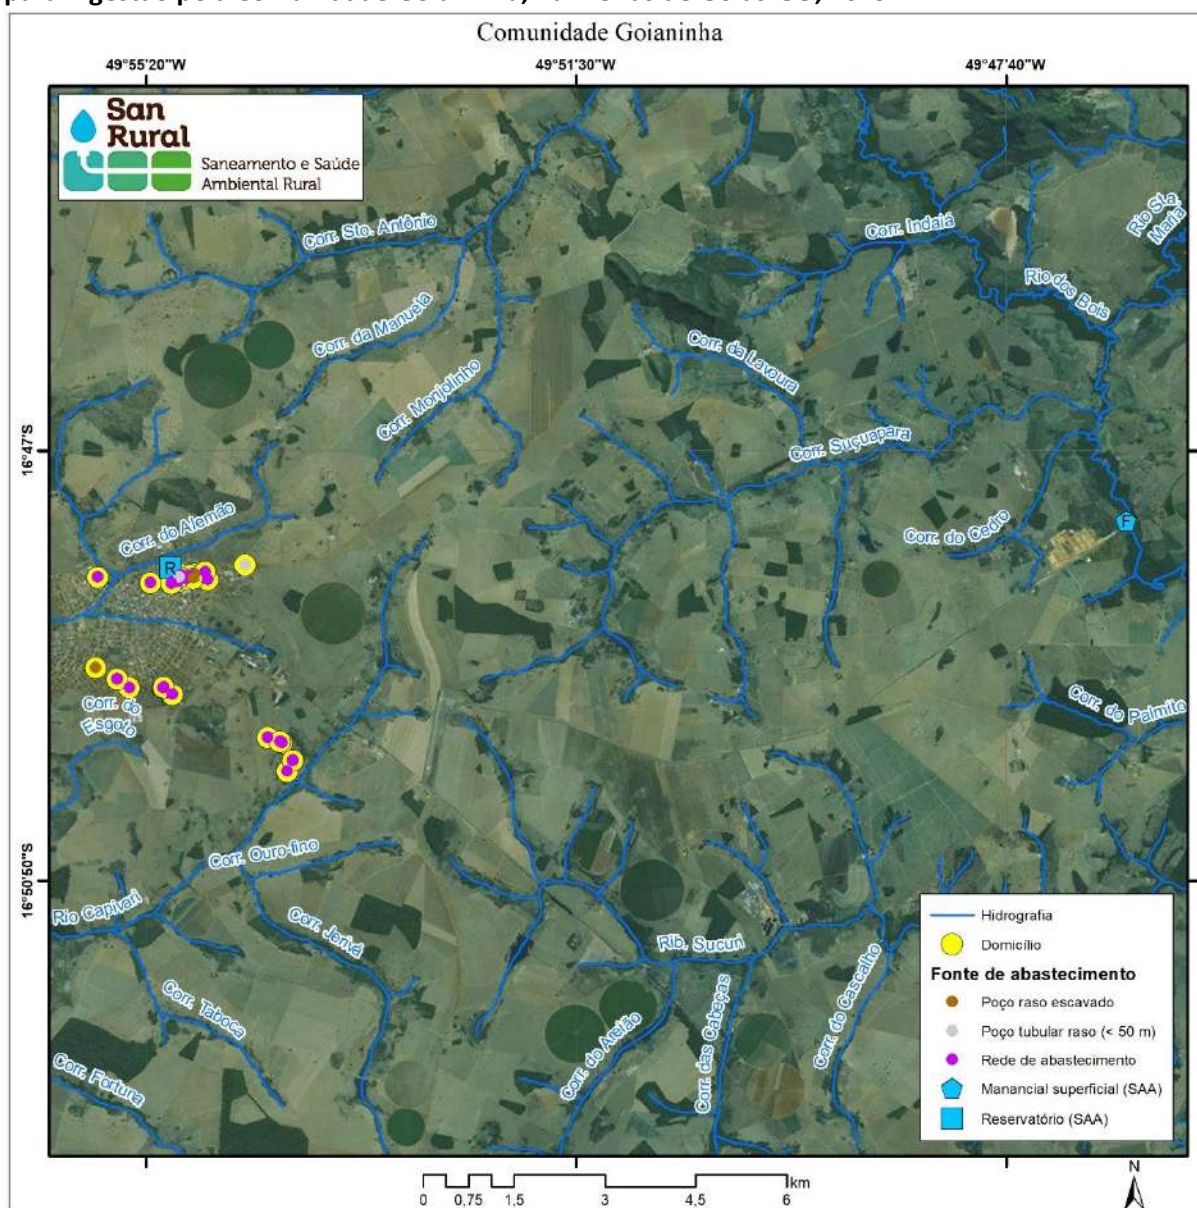 Comunidade Goianinha
49°55'20"W
49°51'30"W
49°47'40"W
San
Rural
Saneamento e Saúde
Ambiental Rural
Corr. Sto. Antônio
Corr. Indaiá
Rio Sta.
Maria
Rio dos Bois
Corr. da Manuela
Corr. da Lavoura
Corr. Monjolinho
16°47'S
Corr. Suçuapara
Corr. do Alemão
Corr. do Cedro
F
R
Corr. do
Esgoto
Corr. do Palmito
16°50'50"S
Corr. Ouro-fino
Rio Capivari
Corr. Jerivá
Rib. Sucuri
Corr. Taboca
Corr. do Areião
Corr. das Cabeças
Corr. do Cascalho
Corr. Fortuna
Hidrografia
Domicílio
Fonte de abastecimento
Poço raso escavado
Poço tubular raso (< 50 m)
Rede de abastecimento
Manancial superficial (SAA)
Reservatório (SAA)
N
km
0 0,75 1,5 3 4,5 6